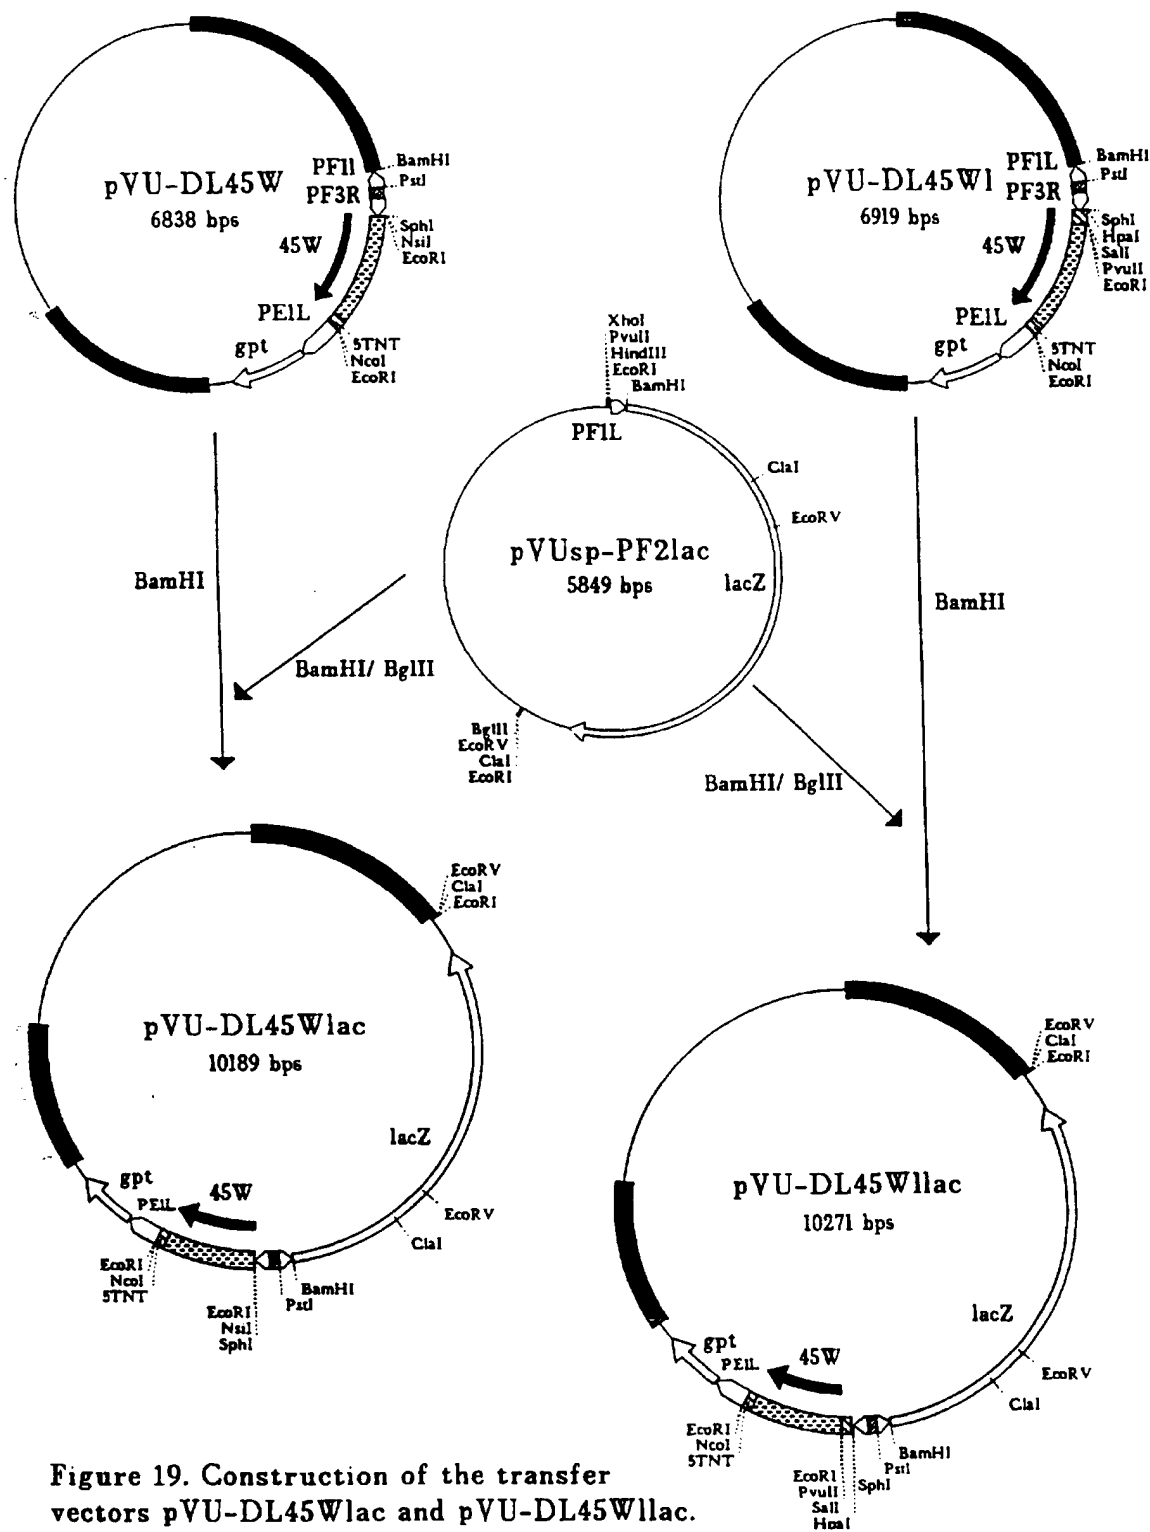 PF1l
PF3R
BamHI
PstI
pVU-DL45W
6838 bps
45W
SphI
NsiI
EcoRI
PE1L
gpt
5TNT
NcoI
EcoRI
PF1L
PF3R
BamHI
PstI
pVU-DL45Wl
6919 bps
45W
SphI
HpaI
SalI
PvuII
EcoRI
PE1L
gpt
5TNT
NcoI
EcoRI
XhoI
PvuII
HindIII
EcoRI
BamHI
PF1L
ClaI
EcoRV
pVUsp-PF2lac
5849 bps
lacZ
BglII
EcoRV
ClaI
EcoRI
BamHI
BamHI/ BglII
BamHI
BamHI/ BglII
EcoRV
ClaI
EcoRI
pVU-DL45Wlac
10189 bps
lacZ
gpt
PE1L
45W
EcoRV
ClaI
BamHI
PstI
EcoRI
NcoI
5TNT
EcoRI
NsiI
SphI
EcoRV
ClaI
EcoRI
pVU-DL45Wllac
10271 bps
lacZ
gpt
PE1L
45W
EcoRV
ClaI
BamHI
PstI
SphI
EcoRI
NcoI
5TNT
EcoRI
PvuII
SalI
HpaI
Figure 19. Construction of the transfer
vectors pVU-DL45Wlac and pVU-DL45Wllac.